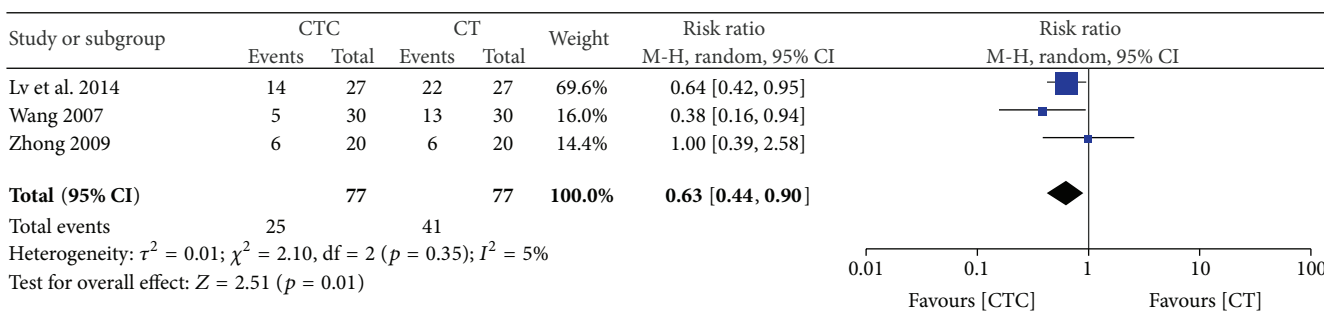 Study or subgroup CTC CT Weight Risk ratio Risk ratio
Events Total Events Total M-H, random, 95% CI M-H, random, 95% CI
Lv et al. 2014 14 27 22 27 69.6% 0.64 [0.42, 0.95]
Wang 2007 5 30 13 30 16.0% 0.38 [0.16, 0.94]
Zhong 2009 6 20 6 20 14.4% 1.00 [0.39, 2.58]
Total (95% CI) 77 77 100.0% 0.63 [0.44, 0.90]
Total events 25 41
Heterogeneity: τ² = 0.01; χ² = 2.10, df = 2 (p = 0.35); I² = 5%
Test for overall effect: Z = 2.51 (p = 0.01)
0.01 0.1 1 10 100
Favours [CTC] Favours [CT]